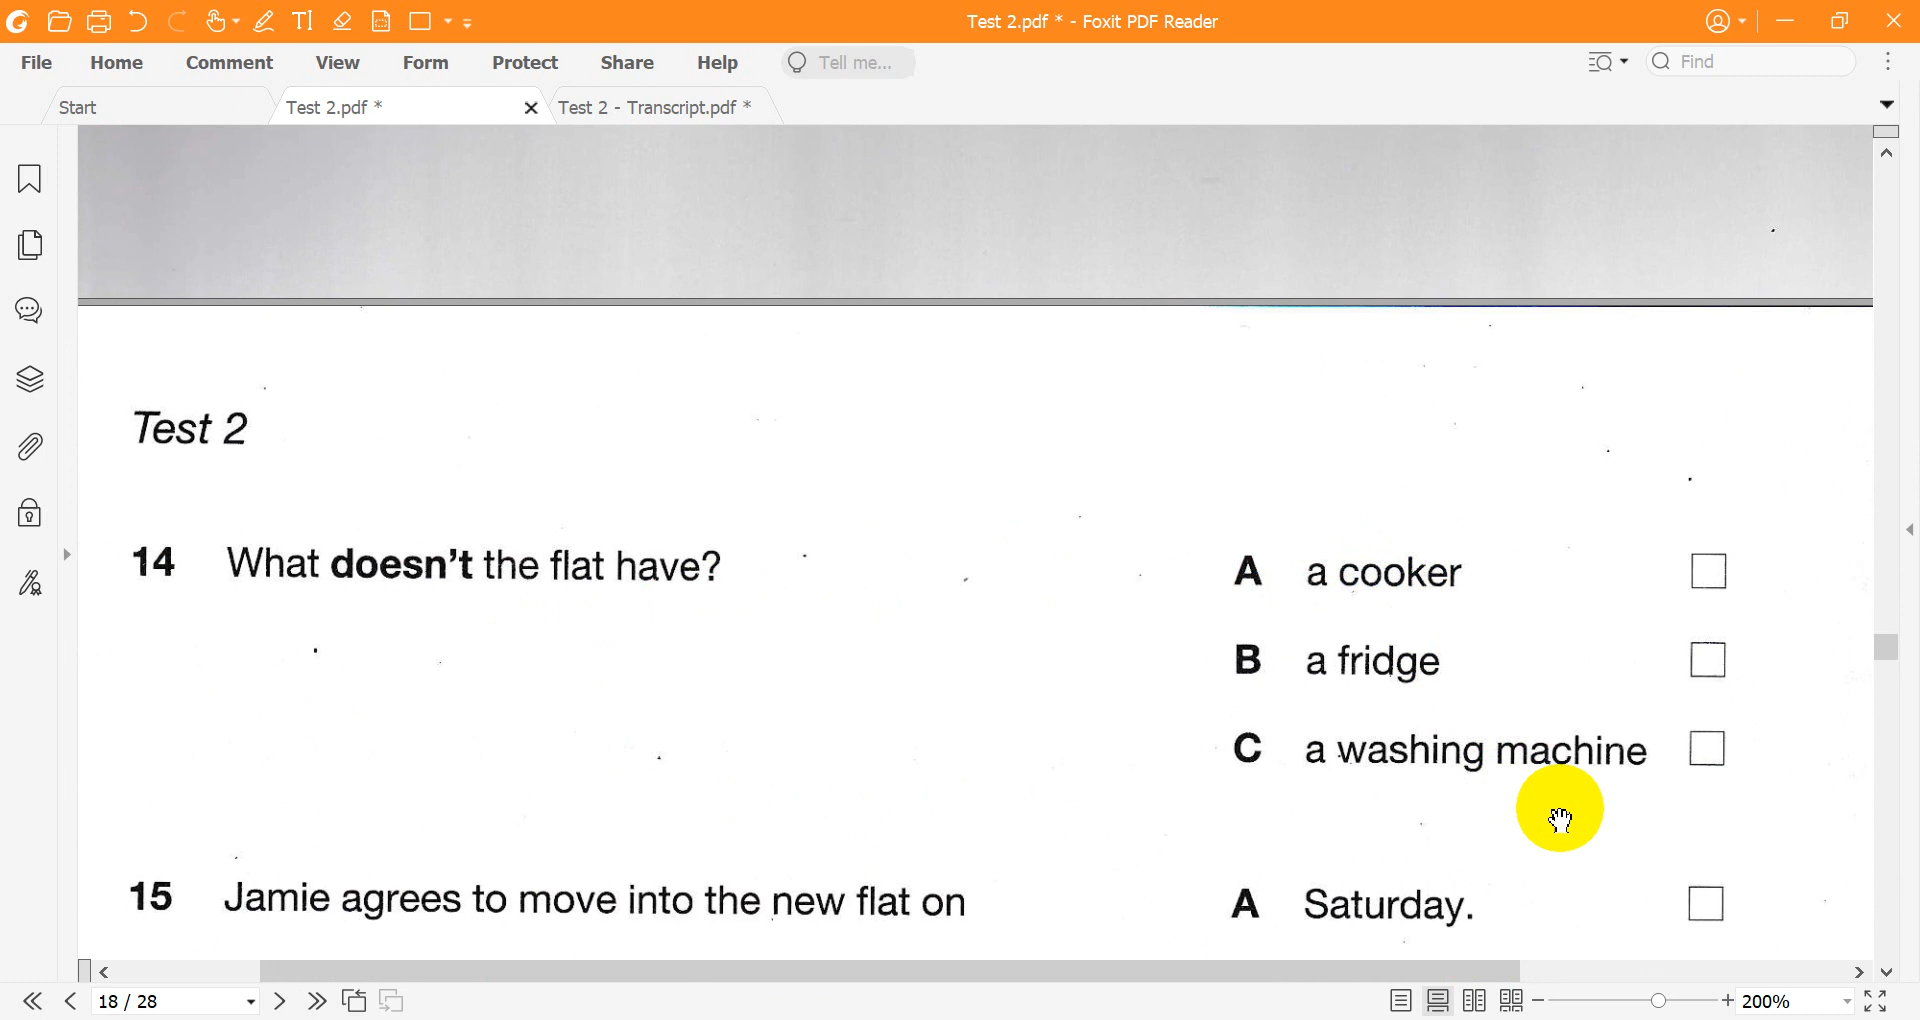 Test 2.pdf * - Foxit PDF Reader
File Home Comment View Form Protect Share Help Tell me... Find
Start Test 2.pdf * Test 2 - Transcript.pdf *
Test 2
14 What doesn't the flat have? A a cooker
B a fridge
C a washing machine
15 Jamie agrees to move into the new flat on A Saturday.
18 / 28 200%